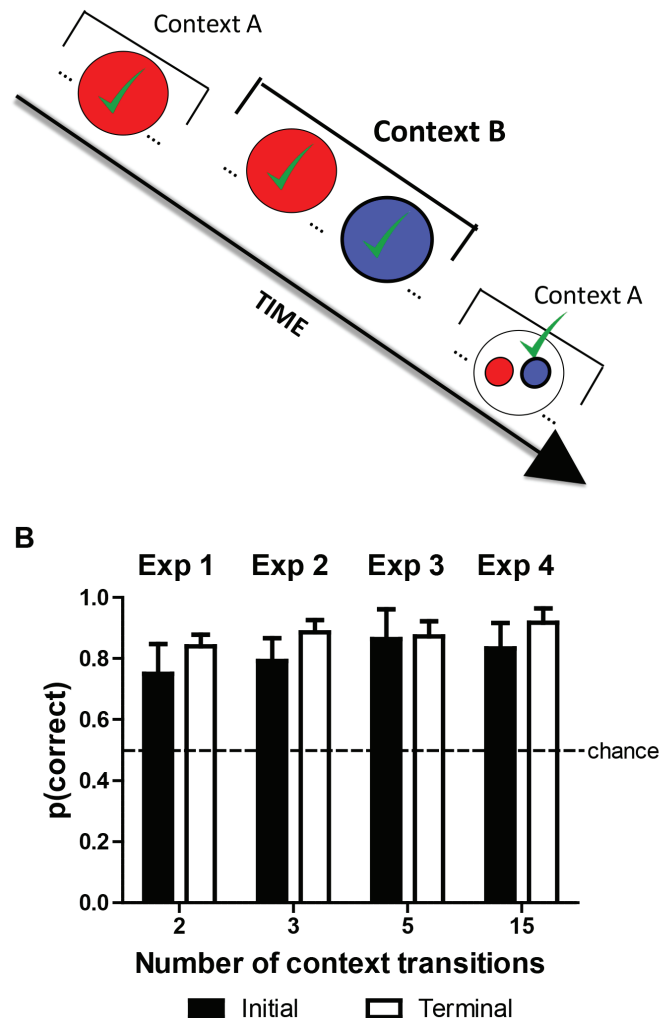 Context A
Context B
TIME
Context A
B
Exp 1 Exp 2 Exp 3 Exp 4
1.0
0.8
0.6
0.4
0.2
0.0
p(correct)
chance
2 3 5 15
Number of context transitions
Initial Terminal